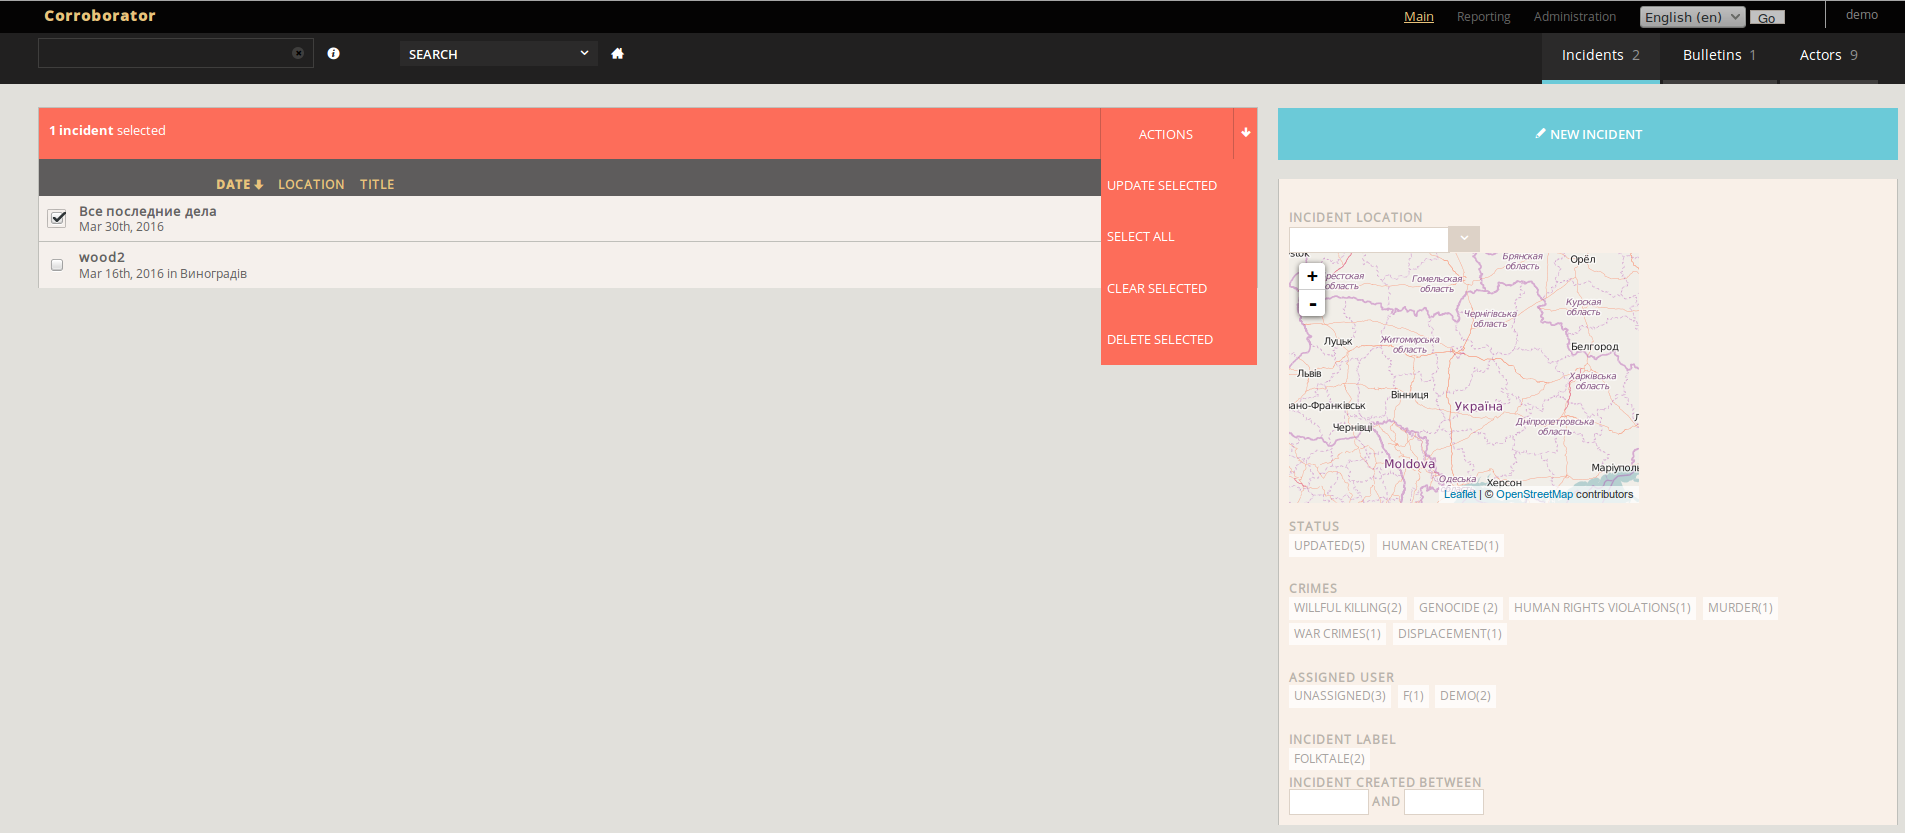 Corroborator
Main Reporting Administration English (en) Go demo
SEARCH
Incidents 2 Bulletins 1 Actors 9
1 incident selected
ACTIONS
UPDATE SELECTED
SELECT ALL
CLEAR SELECTED
DELETE SELECTED
DATE LOCATION TITLE
Все последние дела
Mar 30th, 2016
wood2
Mar 16th, 2016 in Виноградів
NEW INCIDENT
INCIDENT LOCATION
+
-
Брянская
область
Орёл
Гомельская
область
Курская
область
Чернігівська
область
Луцьк
Житомирська
область
Белгород
Львів
Харківська
область
Вінниця
вано-Франківськ
Україна
Чернівці
Дніпропетровська
область
Moldova
Маріуполь
Одеська
Херсон
Leaflet | © OpenStreetMap contributors
STATUS
UPDATED(5) HUMAN CREATED(1)
CRIMES
WILLFUL KILLING(2) GENOCIDE (2) HUMAN RIGHTS VIOLATIONS(1) MURDER(1)
WAR CRIMES(1) DISPLACEMENT(1)
ASSIGNED USER
UNASSIGNED(3) F(1) DEMO(2)
INCIDENT LABEL
FOLKTALE(2)
INCIDENT CREATED BETWEEN
AND